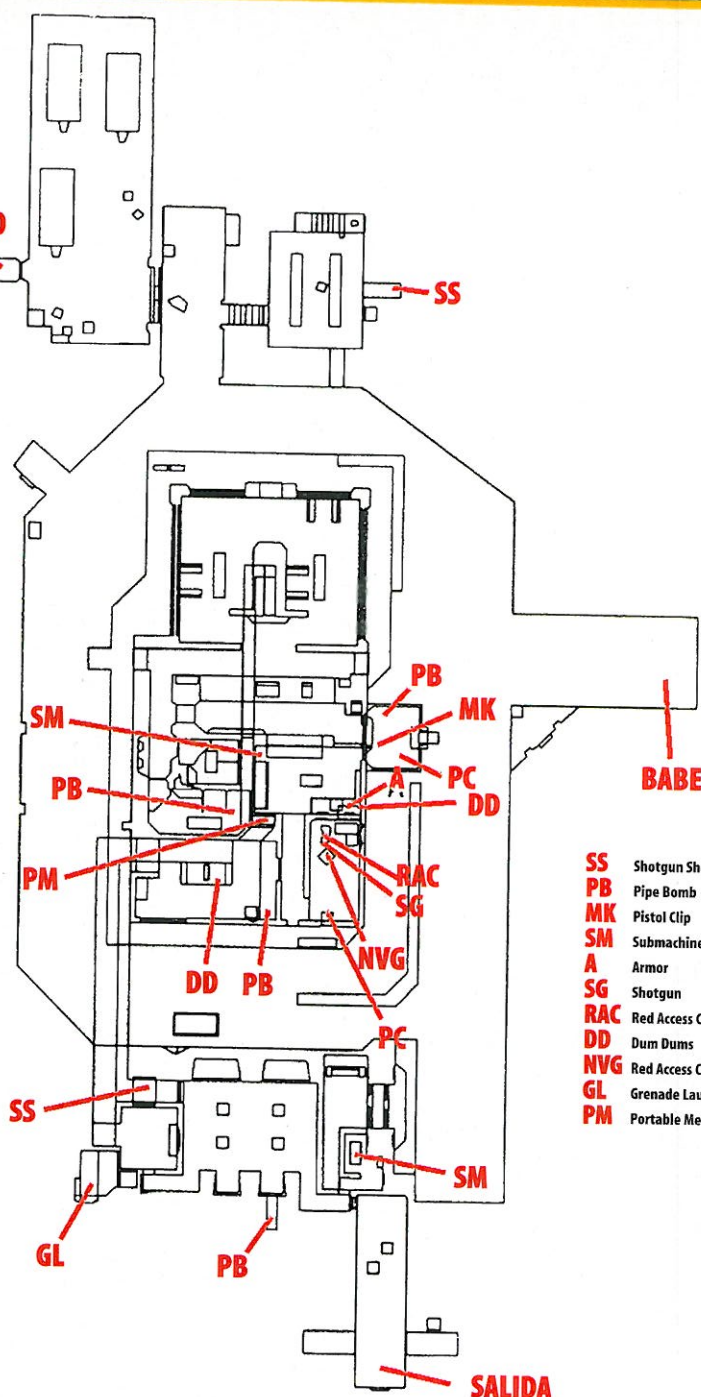 SS
SM
PB
MK
PC
A
DD
BABE
PB
PM
RAC
SG
NVG
DD
PB
PC
SS
SM
GL
PB
SALIDA
SS Shotgun Sh
PB Pipe Bomb
MK Pistol Clip
SM Submachine
A Armor
SG Shotgun
RAC Red Access C
DD Dum Dums
NVG Red Access C
GL Grenade Lau
PM Portable Me